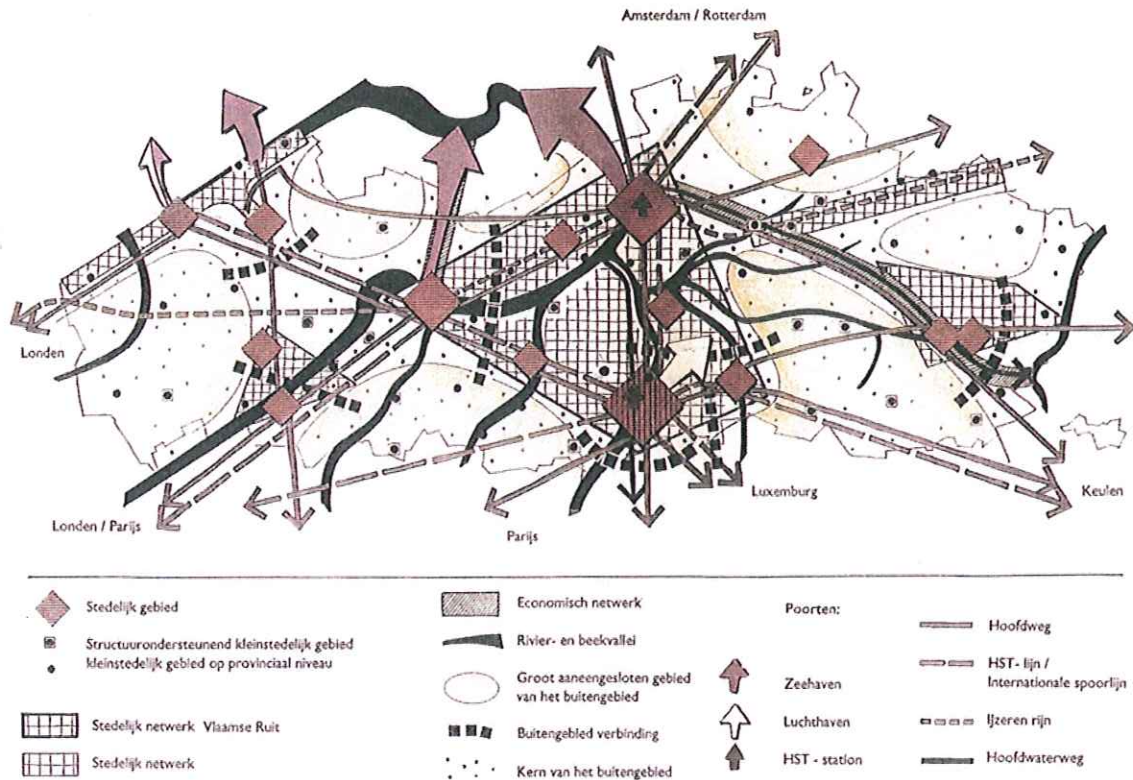 Amsterdam / Rotterdam
Londen
Londen / Parijs
Parijs
Luxemburg
Keulen
Stedelijk gebied
Structuurondersteunend kleinstedelijk gebied
kleinstedelijk gebied op provinciaal niveau
Stedelijk netwerk Vlaamse Ruit
Stedelijk netwerk
Economisch netwerk
Rivier- en beekvallei
Groot aaneengesloten gebied
van het buitengebied
Buitengebied verbinding
Kern van het buitengebied
Poorten:
Zeehaven
Luchthaven
HST - station
Hoofdweg
HST- lijn /
Internationale spoorlijn
IJzeren rijn
Hoofdwaterweg